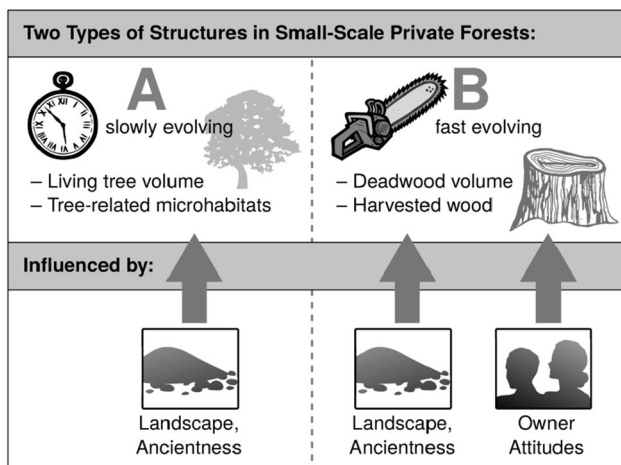 Two Types of Structures in Small-Scale Private Forests:
A
slowly evolving
– Living tree volume
– Tree-related microhabitats
B
fast evolving
– Deadwood volume
– Harvested wood
Influenced by:
Landscape,
Ancientness
Landscape,
Ancientness
Owner
Attitudes